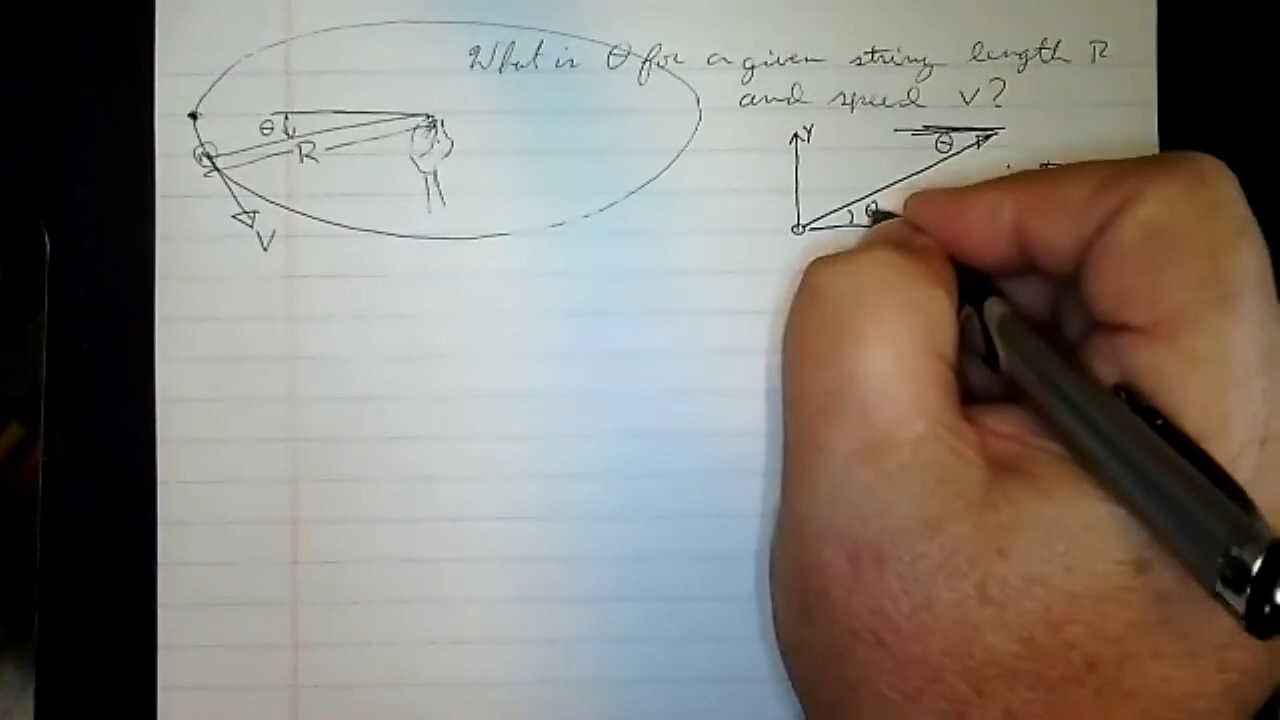 What is θ for a given string length R
and speed V?
Y
θ
θ
R
θ
V